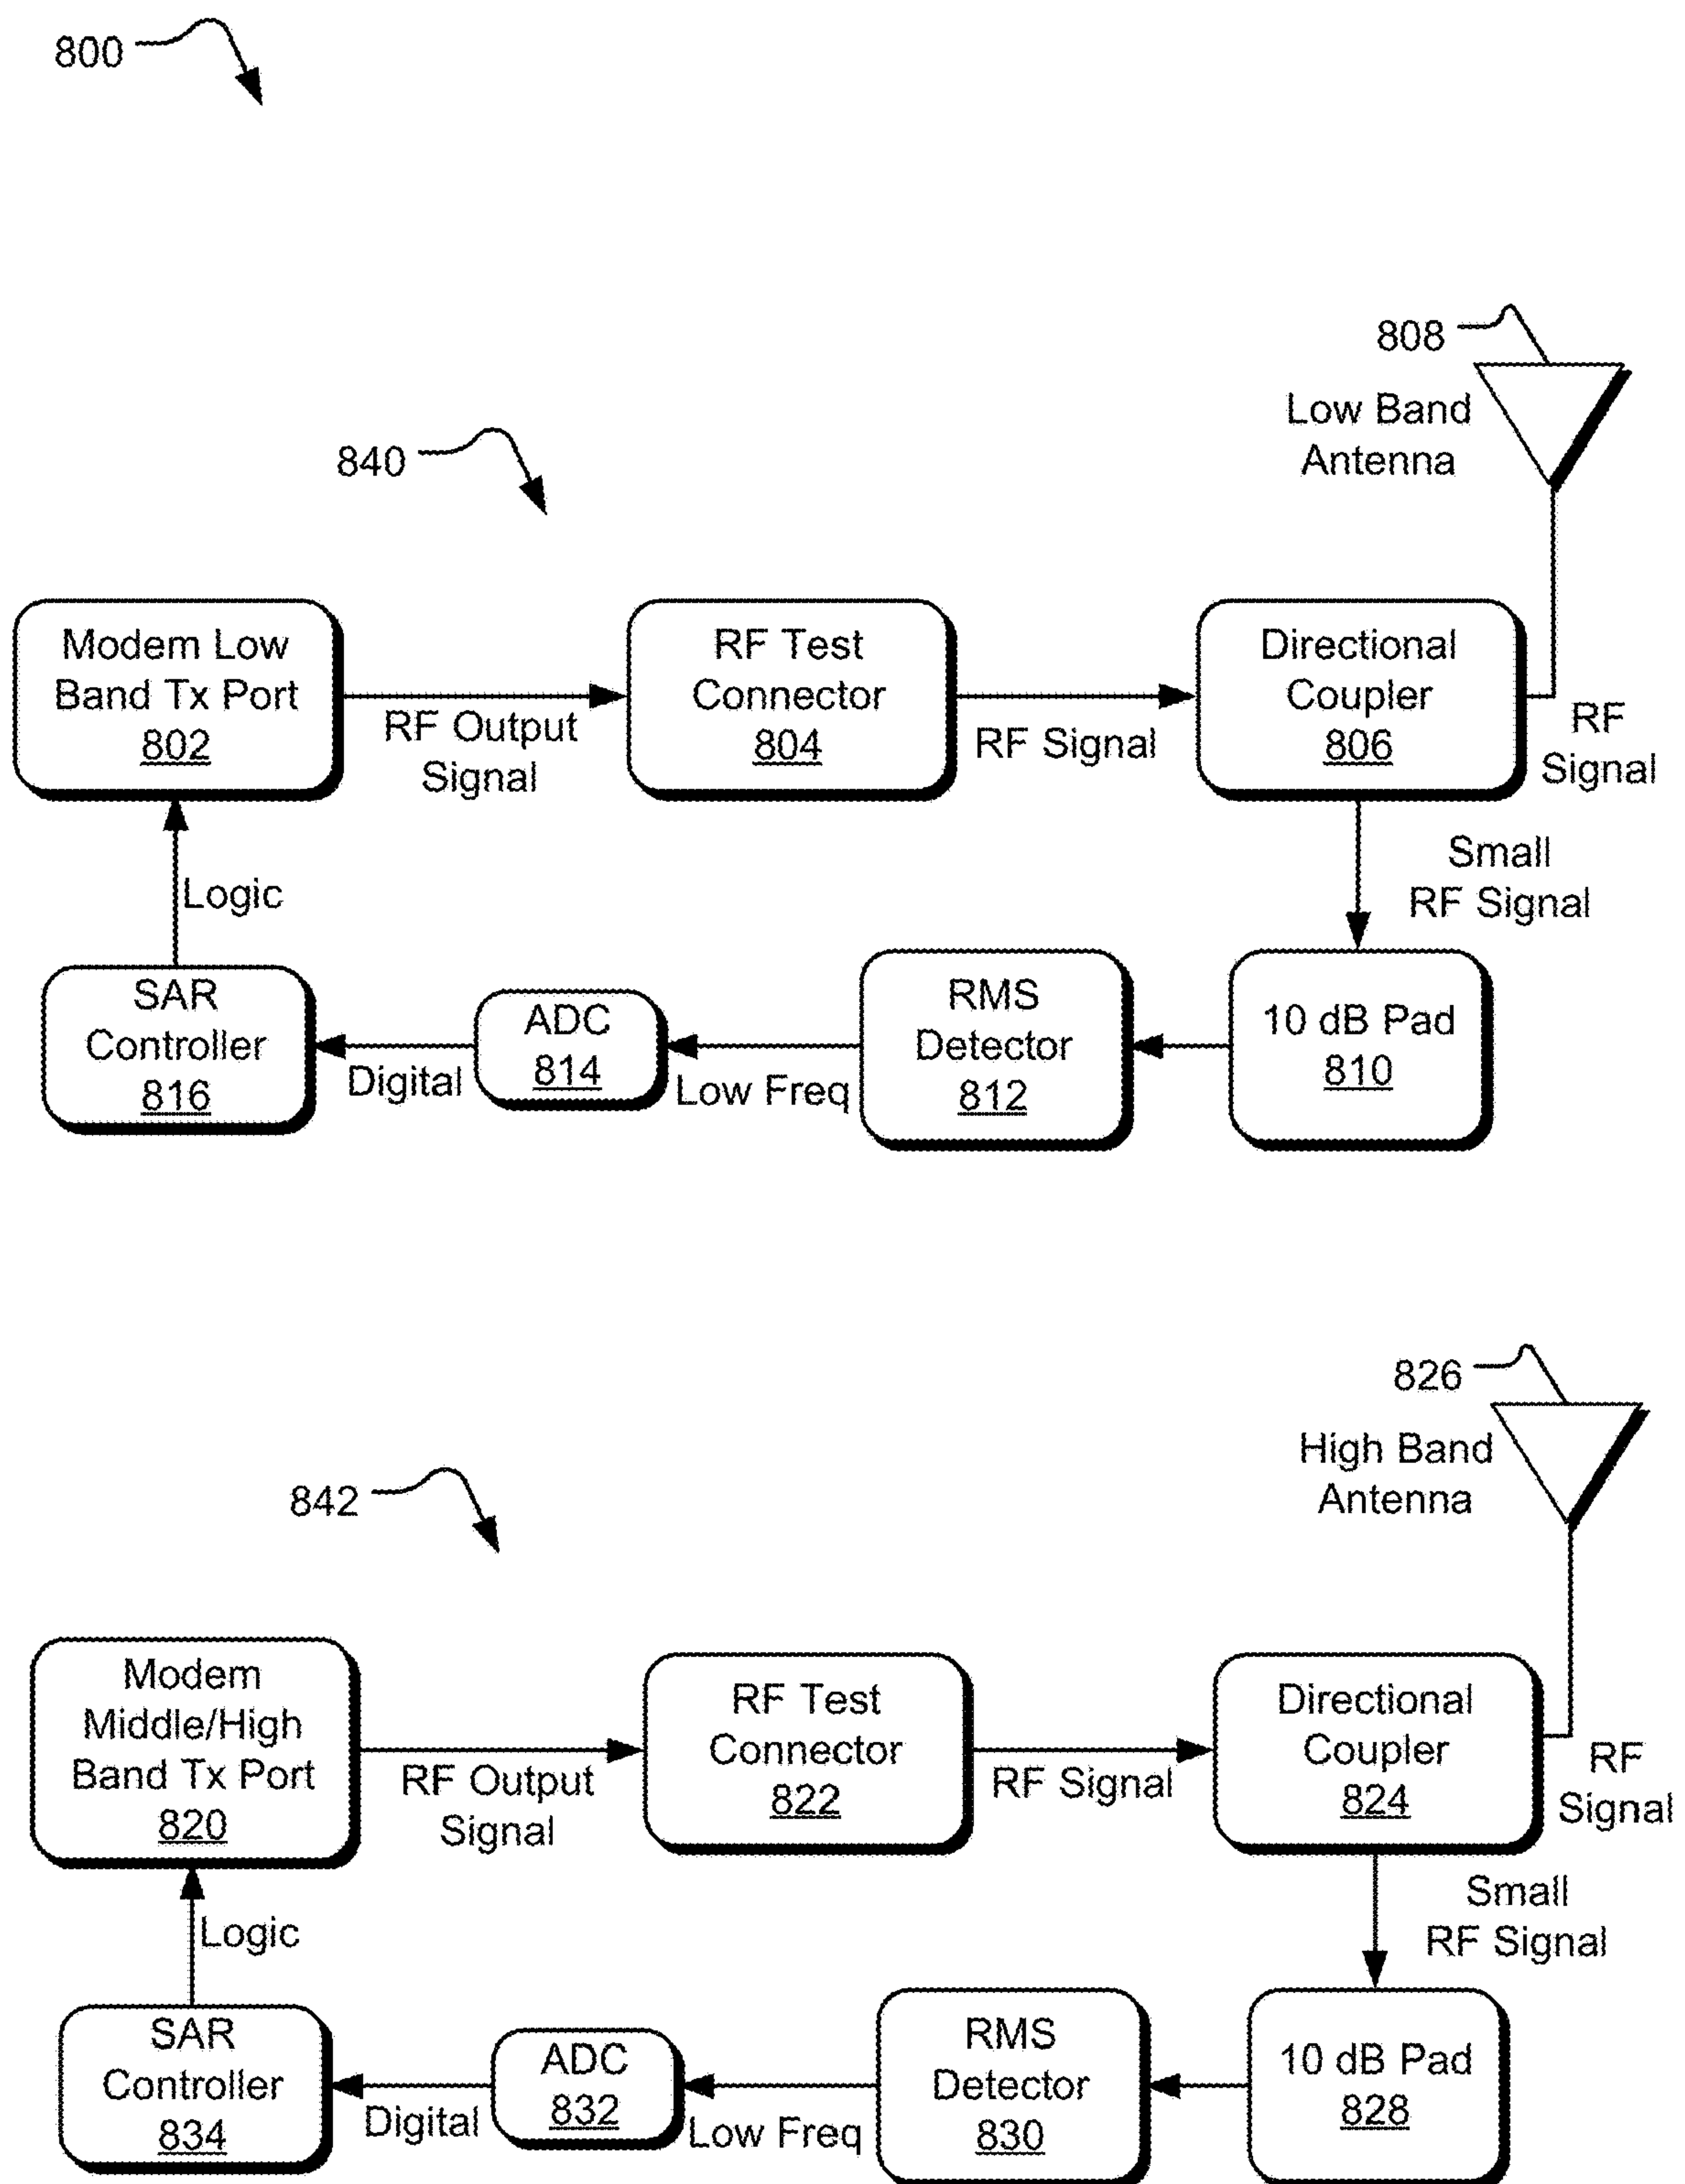 800
808
Low Band
Antenna
840
Modem Low
Band Tx Port
802
RF Output
Signal
RF Test
Connector
804
RF Signal
Directional
Coupler
806
RF
Signal
Logic
Small
RF Signal
SAR
Controller
816
Digital
ADC
814
Low Freq
RMS
Detector
812
10 dB Pad
810
826
High Band
Antenna
842
Modem
Middle/High
Band Tx Port
820
RF Output
Signal
RF Test
Connector
822
RF Signal
Directional
Coupler
824
RF
Signal
Logic
Small
RF Signal
SAR
Controller
834
Digital
ADC
832
Low Freq
RMS
Detector
830
10 dB Pad
828